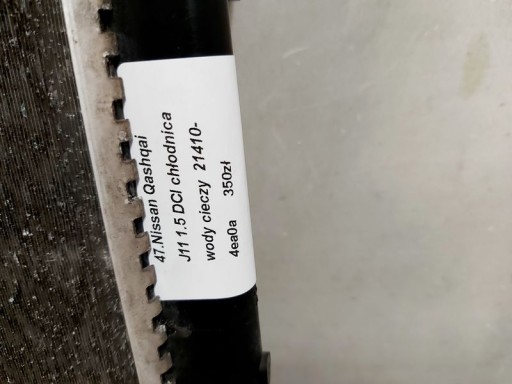 47.Nissan Qashqai
J11 1.5 DCI chłodnica
wody cieczy 21410-
4ea0a 350zł